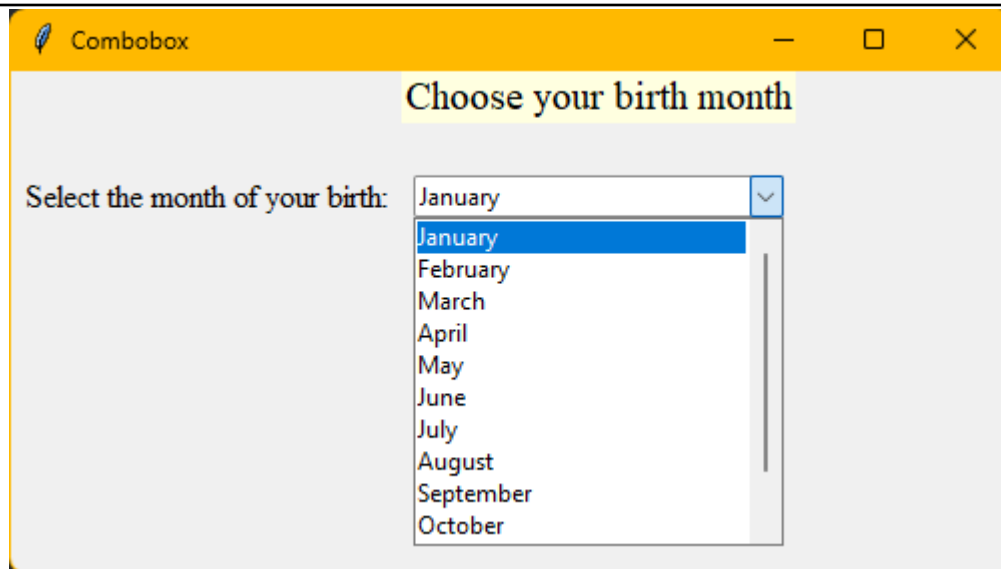 Combobox
Choose your birth month
Select the month of your birth: January
January
February
March
April
May
June
July
August
September
October